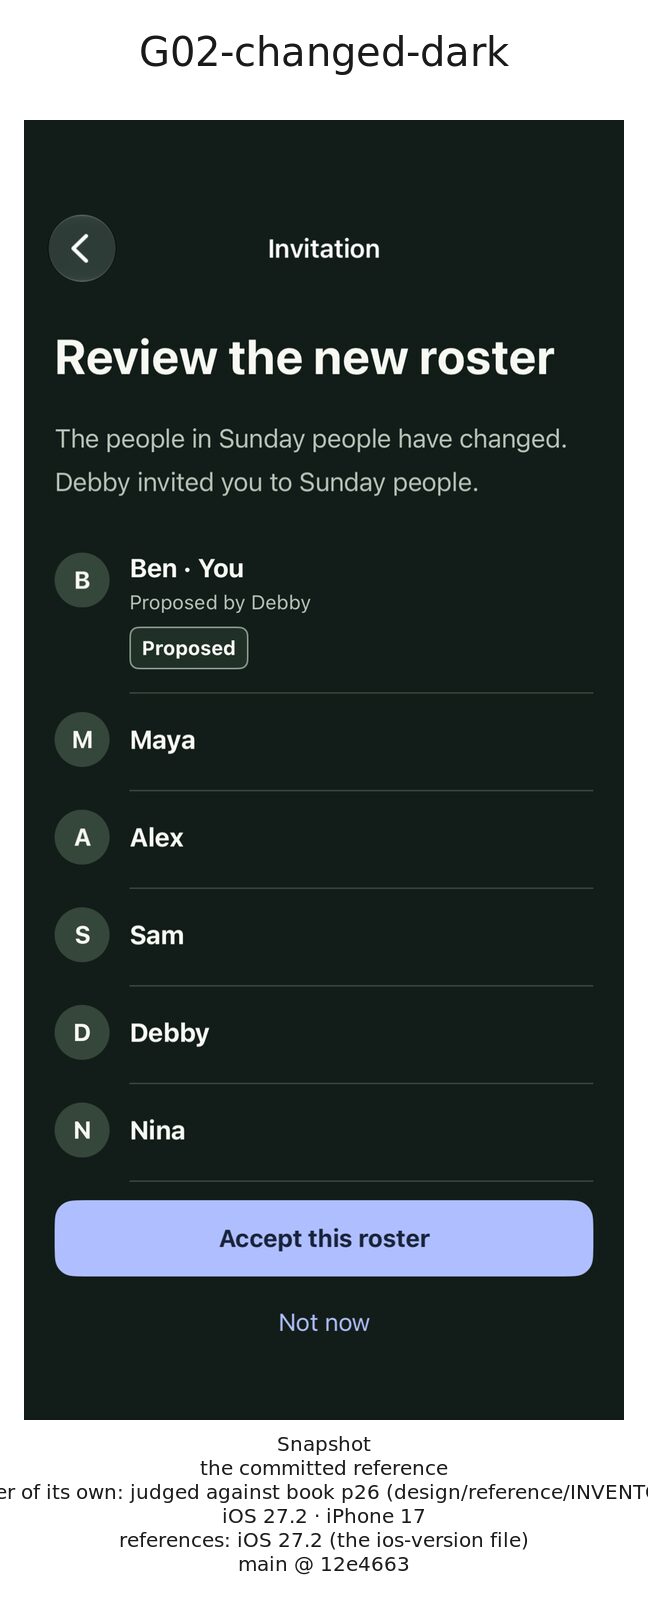 G02-changed-dark
Invitation
Review the new roster
The people in Sunday people have changed.
Debby invited you to Sunday people.
B
Ben · You
Proposed by Debby
Proposed
M
Maya
A
Alex
S
Sam
D
Debby
N
Nina
Accept this roster
Not now
Snapshot
the committed reference
of its own: judged against book p26 (design/reference/
iOS 27.2 · iPhone 17
references: iOS 27.2 (the ios-version file)
main @ 12e4663